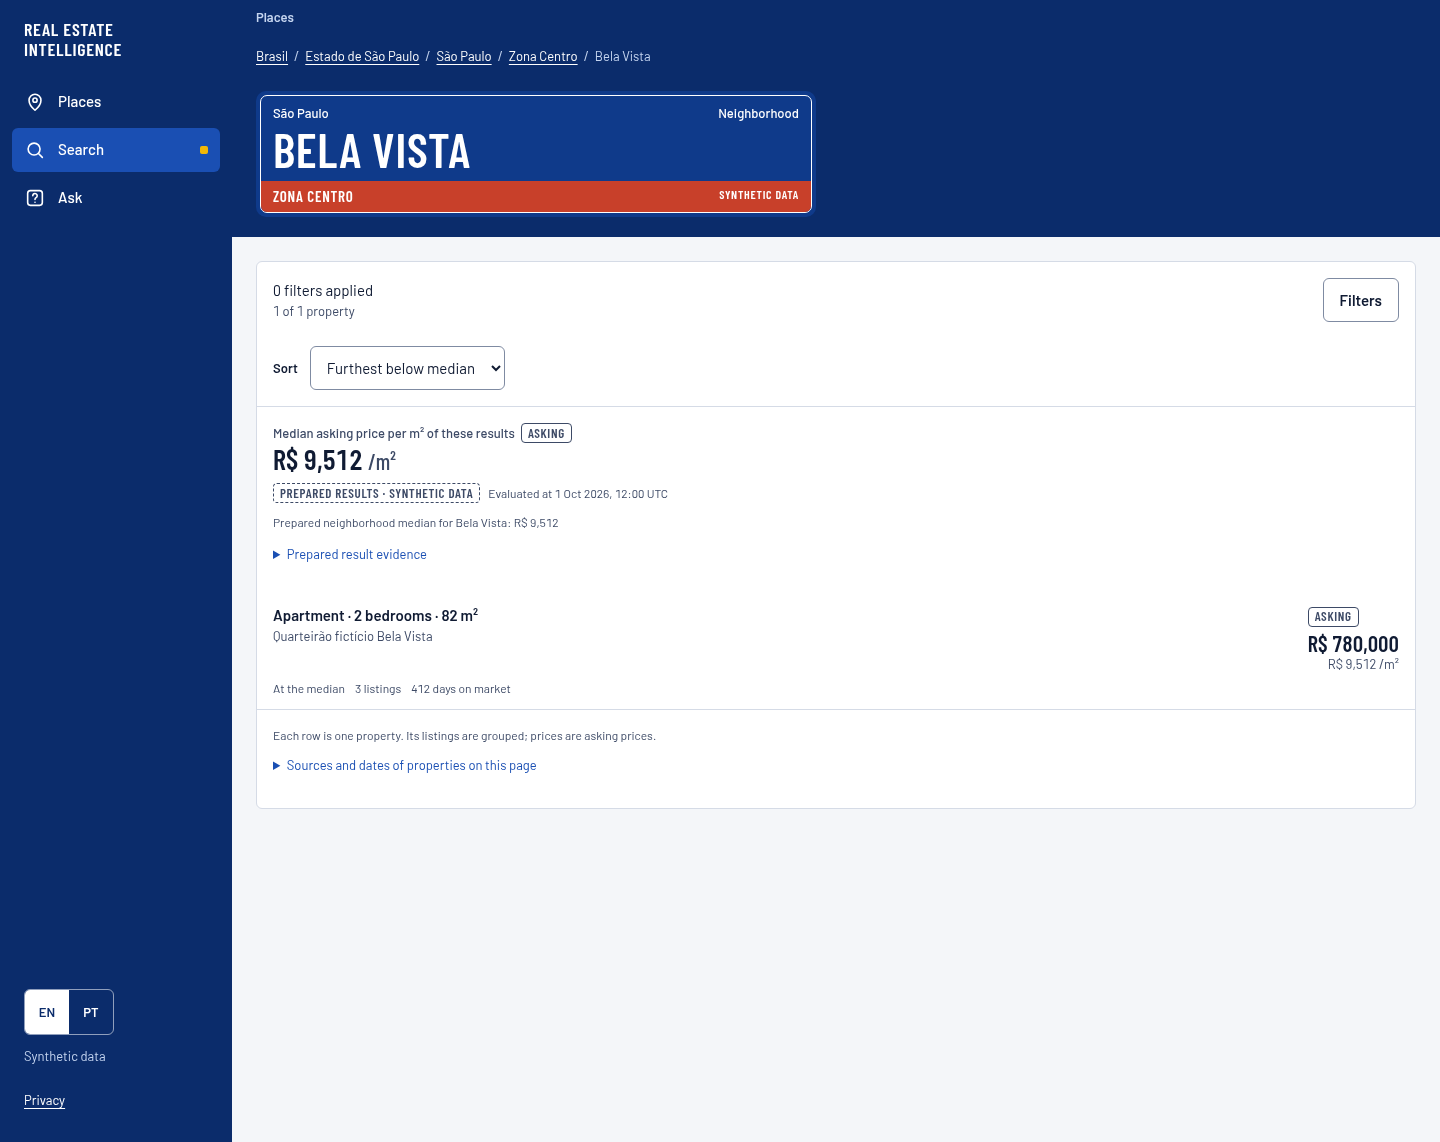 REAL ESTATE
INTELLIGENCE
Places
Search
Ask
EN PT
Synthetic data
Privacy
Places
Brasil / Estado de São Paulo / São Paulo / Zona Centro / Bela Vista
São Paulo Neighborhood
BELA VISTA
ZONA CENTRO SYNTHETIC DATA
0 filters applied
1 of 1 property
Filters
Sort Furthest below median
Median asking price per m² of these results ASKING
R$ 9,512 /m²
PREPARED RESULTS · SYNTHETIC DATA Evaluated at 1 Oct 2026, 12:00 UTC
Prepared neighborhood median for Bela Vista: R$ 9,512
Prepared result evidence
Apartment · 2 bedrooms · 82 m²
Quarteirão fictício Bela Vista
ASKING
R$ 780,000
R$ 9,512 /m²
At the median 3 listings 412 days on market
Each row is one property. Its listings are grouped; prices are asking prices.
Sources and dates of properties on this page